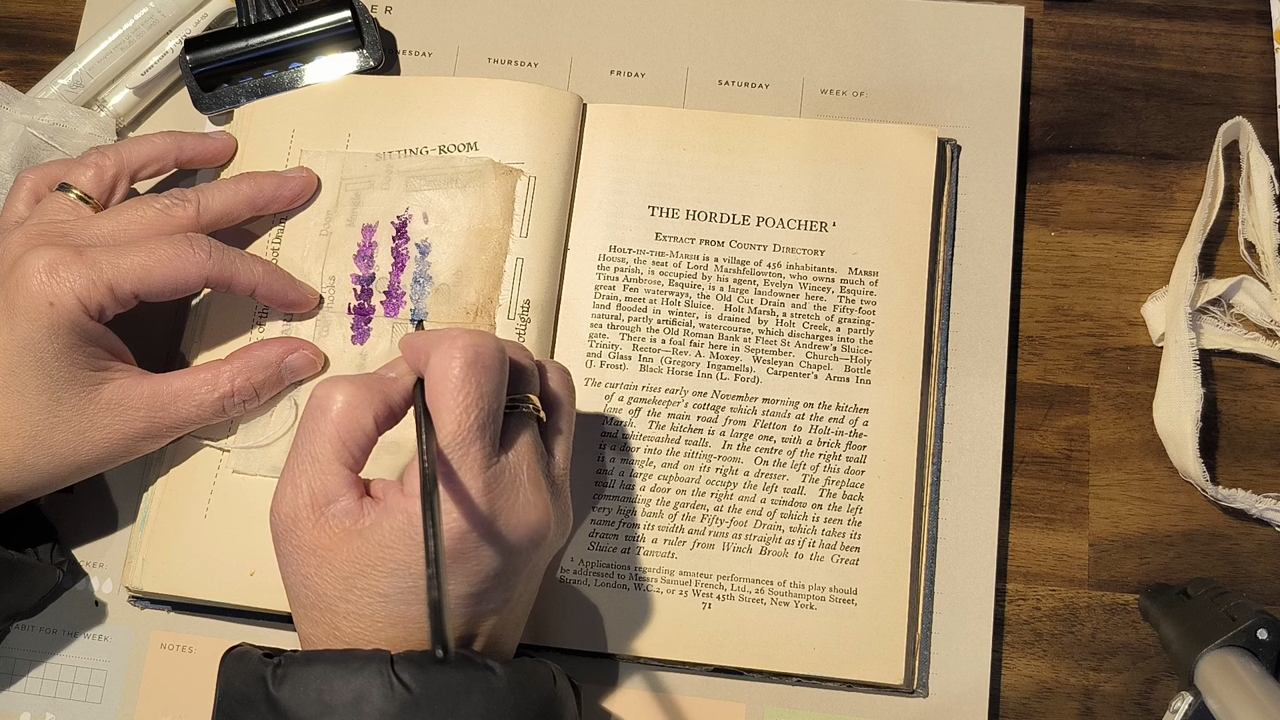 THURSDAY
FRIDAY
SATURDAY
WEEK OF:
SITTING-ROOM
THE HORDLE POACHER¹
EXTRACT FROM COUNTY DIRECTORY
HOLT-IN-THE-MARSH is a village of 456 inhabitants. MARSH
HOUSE, the seat of Lord Marshfellowton, who owns much of
the parish, is occupied by his agent, Evelyn Wincey, Esquire.
Titus Ambrose, Esquire, is a large landowner here. The two
great Fen waterways, the Old Cut Drain and the Fifty-foot
Drain, meet at Holt Sluice. Holt Marsh, a stretch of grazing-
land flooded in winter, is drained by Holt Creek, a partly
natural, partly artificial, watercourse, which discharges into the
sea through the Old Roman Bank at Fleet St Andrew's Sluice-
gate. There is a foal fair here in September. Church—Holy
Trinity. Rector—Rev. A. Moxey. Wesleyan Chapel. Bottle
and Glass Inn (Gregory Ingamells). Carpenter's Arms Inn
(J. Frost). Black Horse Inn (L. Ford).
The curtain rises early one November morning on the kitchen
of a gamekeeper's cottage which stands at the end of a
lane off the main road from Fletton to Holt-in-the-
Marsh. The kitchen is a large one, with a brick floor
and whitewashed walls. In the centre of the right wall
is a door into the sitting-room. On the left of this door
is a mangle, and on its right a dresser. The fireplace
and a large cupboard occupy the left wall. The back
wall has a door on the right and a window on the left
commanding the garden, at the end of which is seen the
very high bank of the Fifty-foot Drain, which takes its
name from its width and runs as straight as if it had been
drawn with a ruler from Winch Brook to the Great
Sluice at Tanvats.
¹ Applications regarding amateur performances of this play should
be addressed to Messrs Samuel French, Ltd., 26 Southampton Street,
Strand, London, W.C.2, or 25 West 45th Street, New York.
71
HABIT FOR THE WEEK:
NOTES: